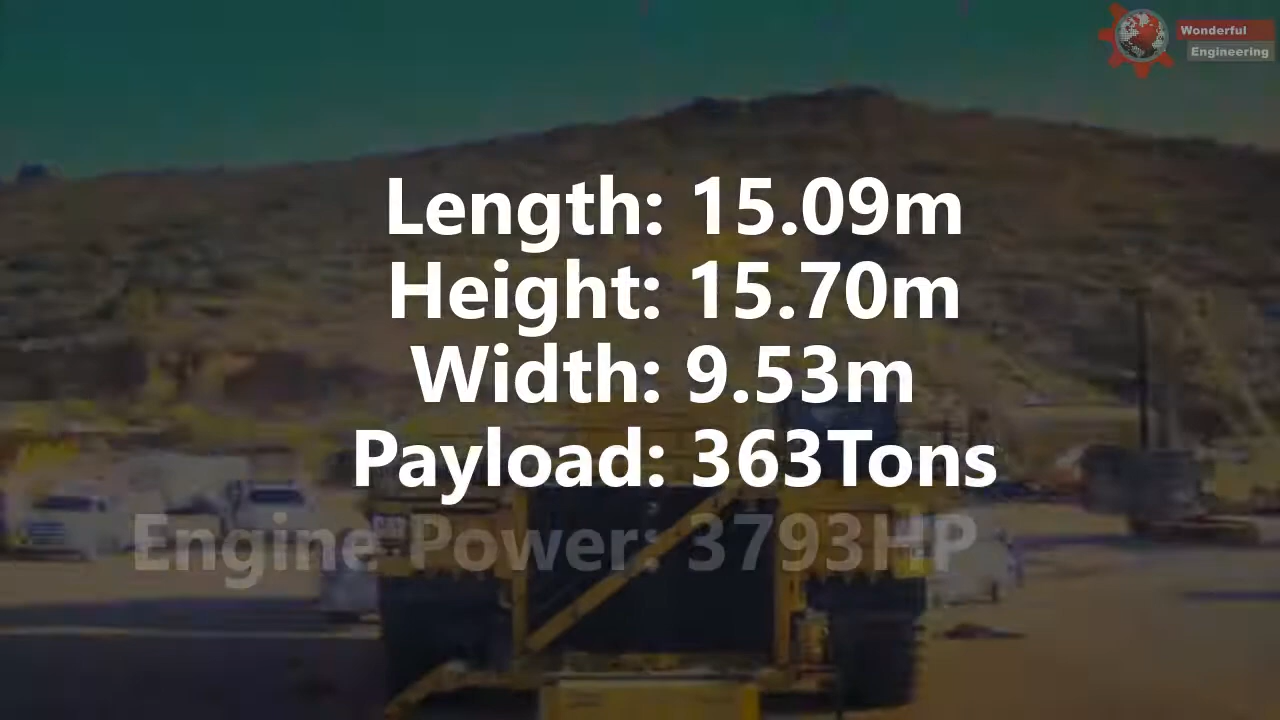 Wonderful
Engineering
Length: 15.09m
Height: 15.70m
Width: 9.53m
Payload: 363Tons
Engine Power: 3793HP